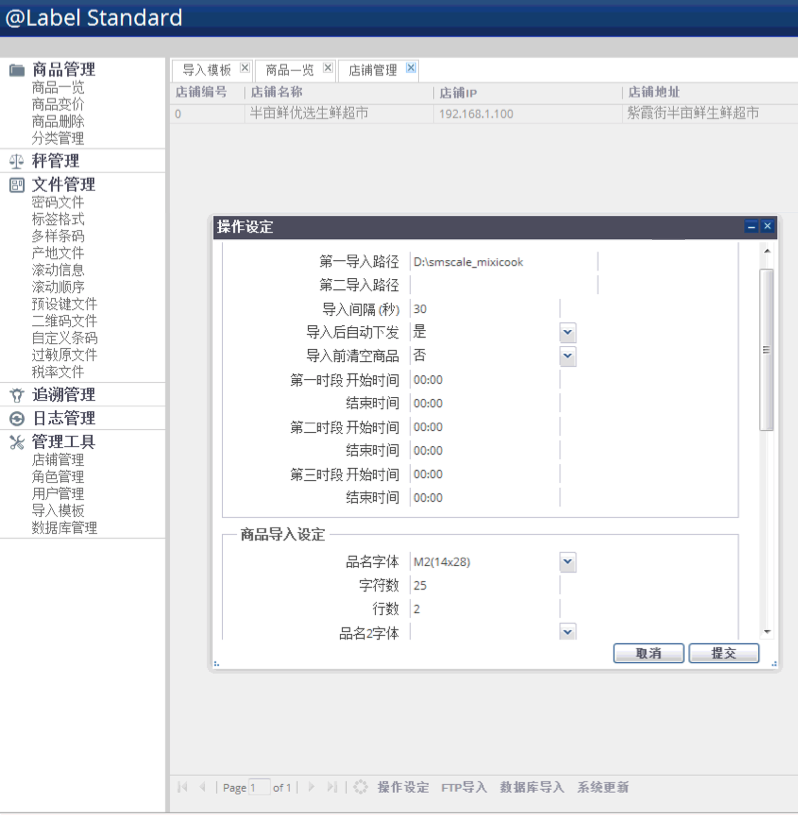 @Label Standard
商品管理
商品一览
商品变价
商品删除
分类管理
秤管理
文件管理
密码文件
标签格式
多样条码
产地文件
滚动信息
滚动顺序
预设键文件
二维码文件
自定义条码
过敏原文件
税率文件
追溯管理
日志管理
管理工具
店铺管理
角色管理
用户管理
导入模板
数据库管理
导入模板 商品一览 店铺管理
店铺编号 店铺名称 店铺IP 店铺地址
0 半亩鲜优选生鲜超市 192.168.1.100 紫霞街半亩鲜生鲜超市
操作设定
第一导入路径 D:\smscale_mixicook
第二导入路径
导入间隔(秒) 30
导入后自动下发 是
导入前清空商品 否
第一时段 开始时间 00:00
结束时间 00:00
第二时段 开始时间 00:00
结束时间 00:00
第三时段 开始时间 00:00
结束时间 00:00
商品导入设定
品名字体 M2(14x28)
字符数 25
行数 2
品名2字体
取消 提交
Page 1 of 1 操作设定 FTP导入 数据库导入 系统更新